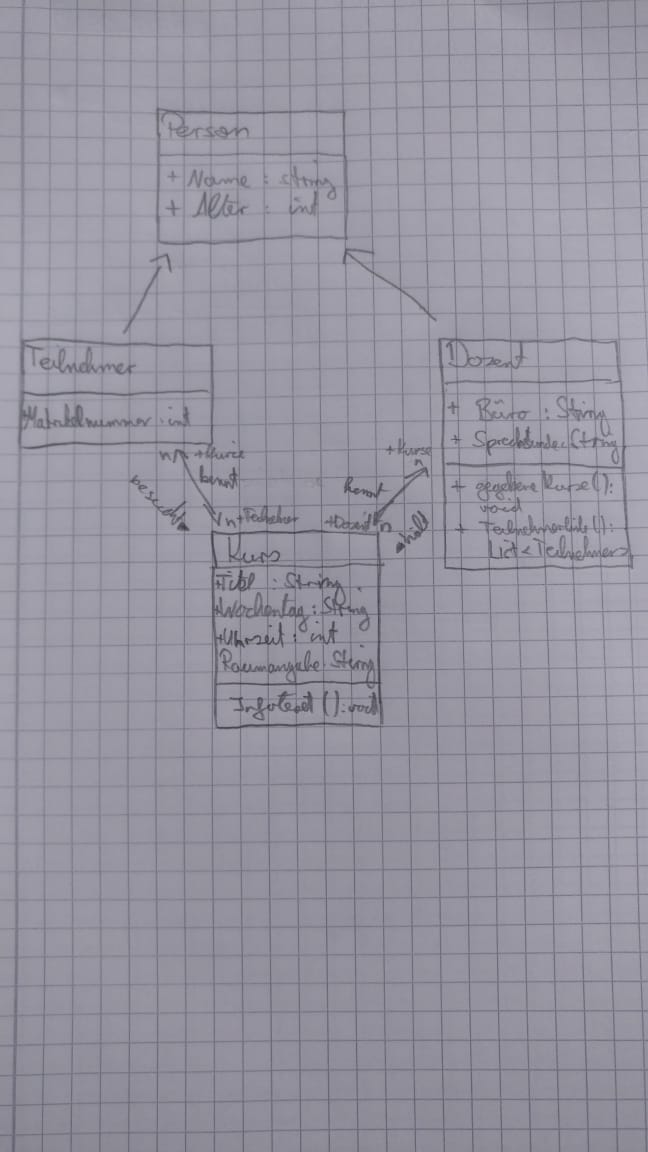 Person
+ Name : string
+ Alter : int
Teilnehmer
Matrikelnummer : int
Dozent
+ Büro : String
+ Sprechstunde : String
+ gegebene Kurse () :
void
+ Teilnehmerliste () :
List < Teilnehmer >
n + Kurse
kennt
besucht
n + Teilnehmer
+ Kurse
n
kennt
+ Dozent n
hält
Kurs
+ Titel : String
+ Wochentag : String
+ Uhrzeit : int
Raumangabe : String
Infotext () : void